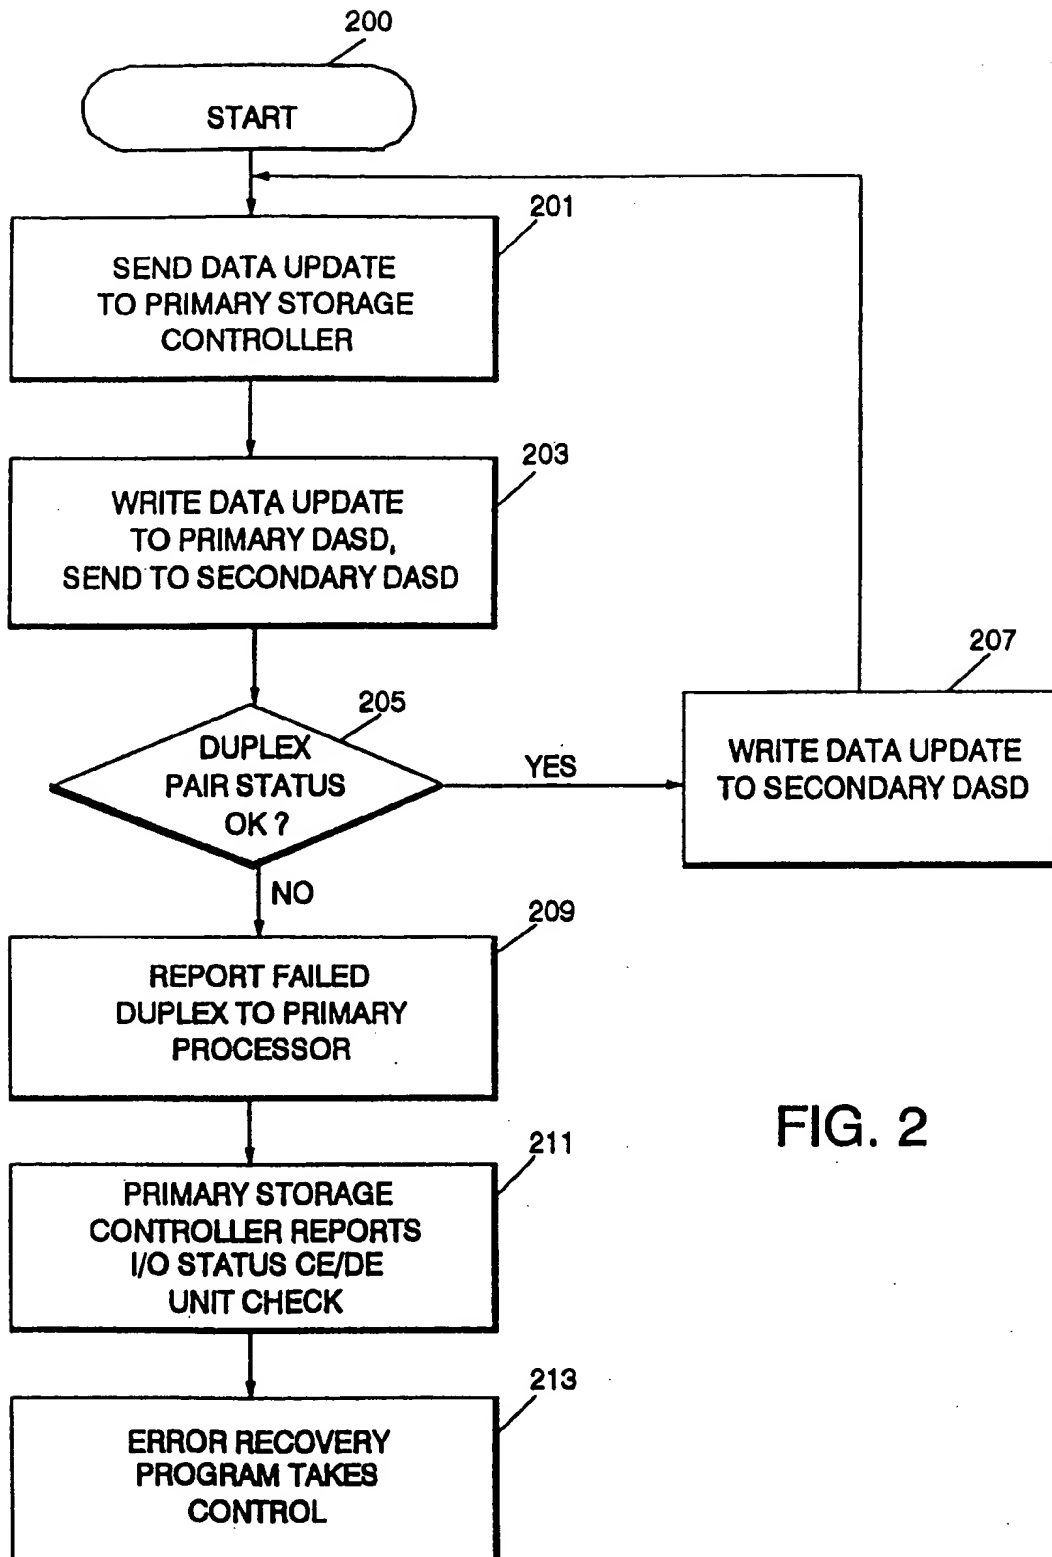 200
START
201
SEND DATA UPDATE
TO PRIMARY STORAGE
CONTROLLER
203
WRITE DATA UPDATE
TO PRIMARY DASD,
SEND TO SECONDARY DASD
205
DUPLEX
PAIR STATUS
OK ?
YES
207
WRITE DATA UPDATE
TO SECONDARY DASD
NO
209
REPORT FAILED
DUPLEX TO PRIMARY
PROCESSOR
211
PRIMARY STORAGE
CONTROLLER REPORTS
I/O STATUS CE/DE
UNIT CHECK
213
ERROR RECOVERY
PROGRAM TAKES
CONTROL
FIG. 2